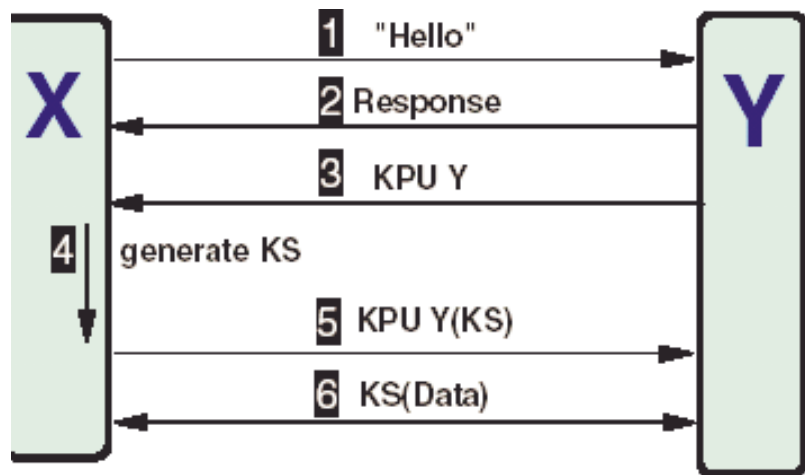 1 "Hello"
X
Y
2 Response
3 KPU Y
4 generate KS
5 KPU Y(KS)
6 KS(Data)